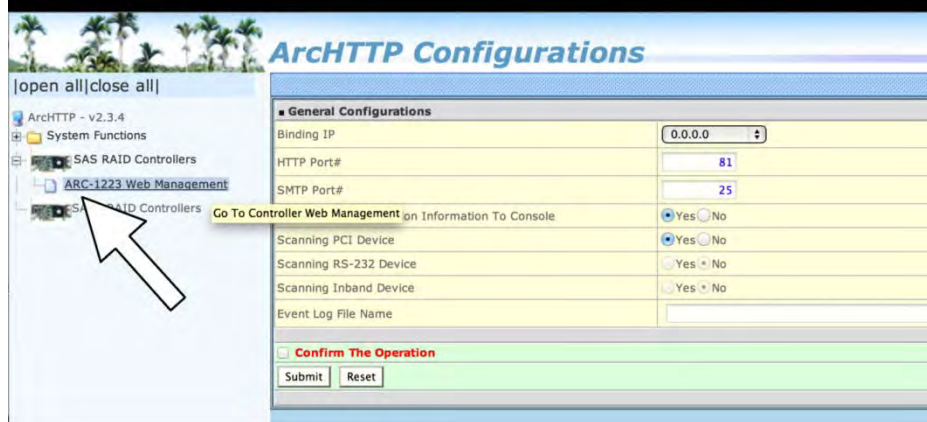 ArcHTTP Configurations
|open all|close all|
ArcHTTP - v2.3.4
System Functions
SAS RAID Controllers
ARC-1223 Web Management
RAID Controllers
Go To Controller Web Management
General Configurations
Binding IP 0.0.0.0
HTTP Port# 81
SMTP Port# 25
Information To Console Yes No
Scanning PCI Device Yes No
Scanning RS-232 Device Yes No
Scanning Inband Device Yes No
Event Log File Name
Confirm The Operation
Submit Reset